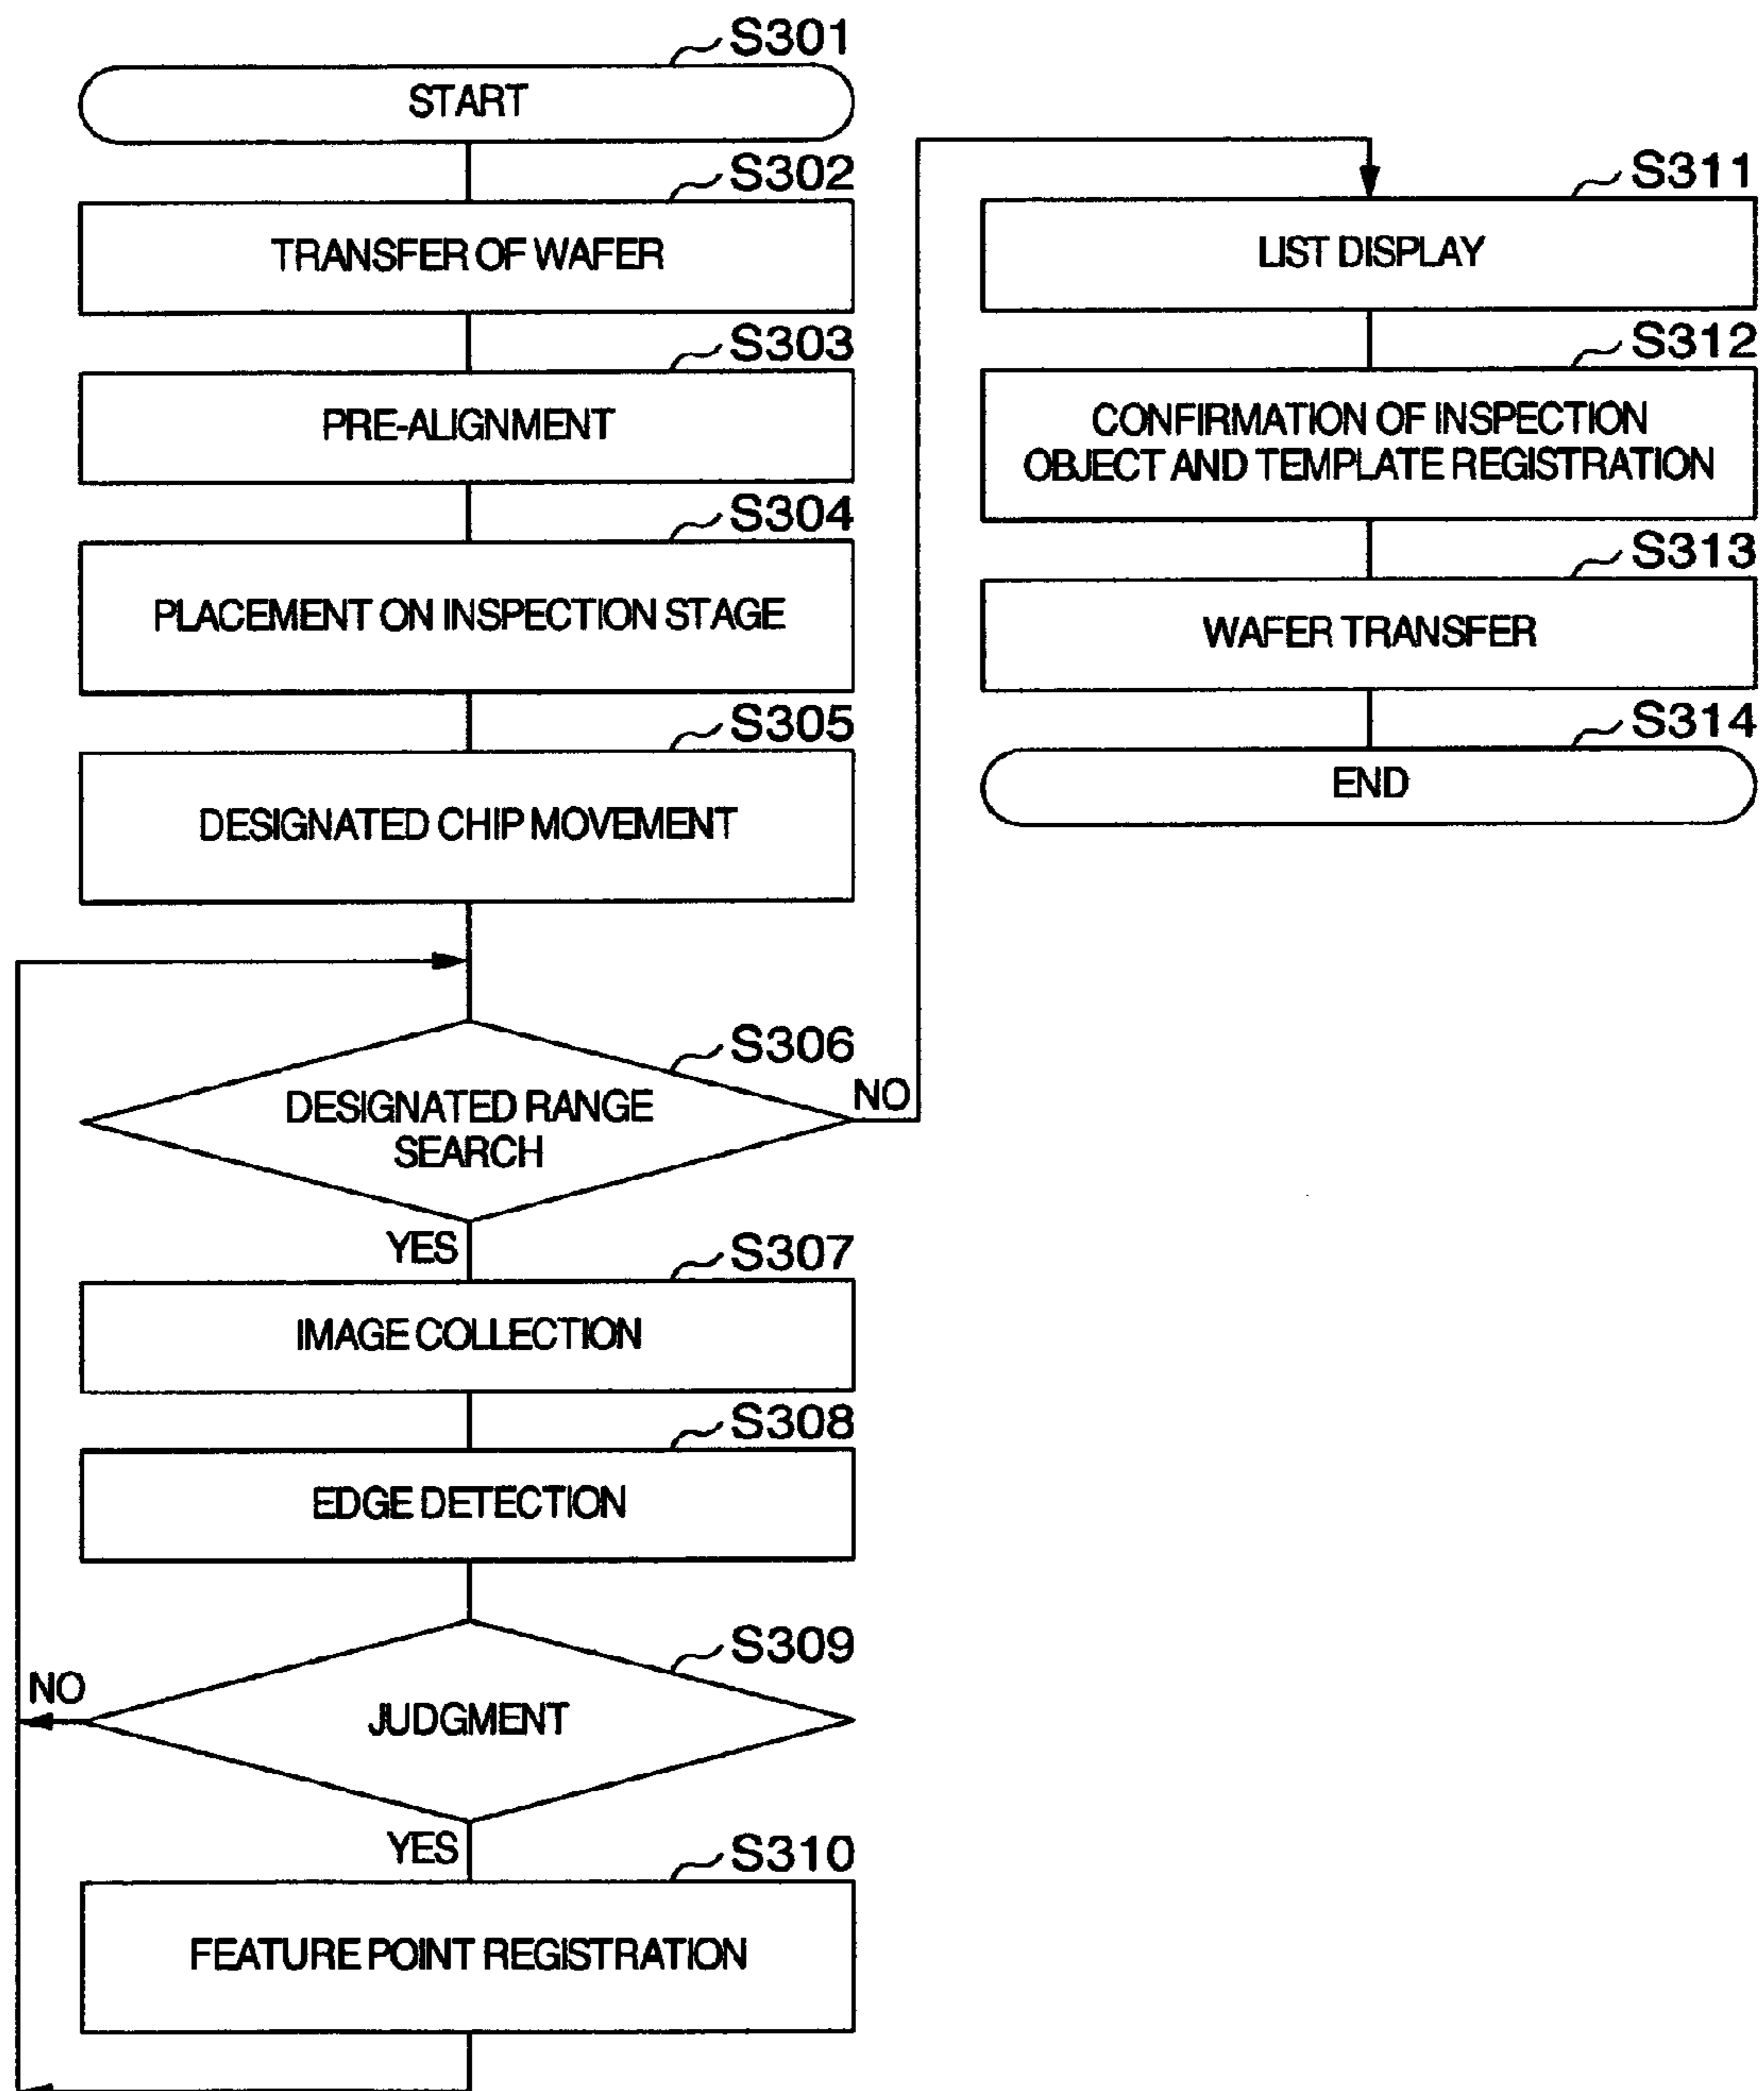 S301
START
S302
TRANSFER OF WAFER
S303
PRE-ALIGNMENT
S304
PLACEMENT ON INSPECTION STAGE
S305
DESIGNATED CHIP MOVEMENT
S306
DESIGNATED RANGE
SEARCH
NO
YES
S307
IMAGE COLLECTION
S308
EDGE DETECTION
S309
JUDGMENT
NO
YES
S310
FEATURE POINT REGISTRATION
S311
LIST DISPLAY
S312
CONFIRMATION OF INSPECTION
OBJECT AND TEMPLATE REGISTRATION
S313
WAFER TRANSFER
S314
END